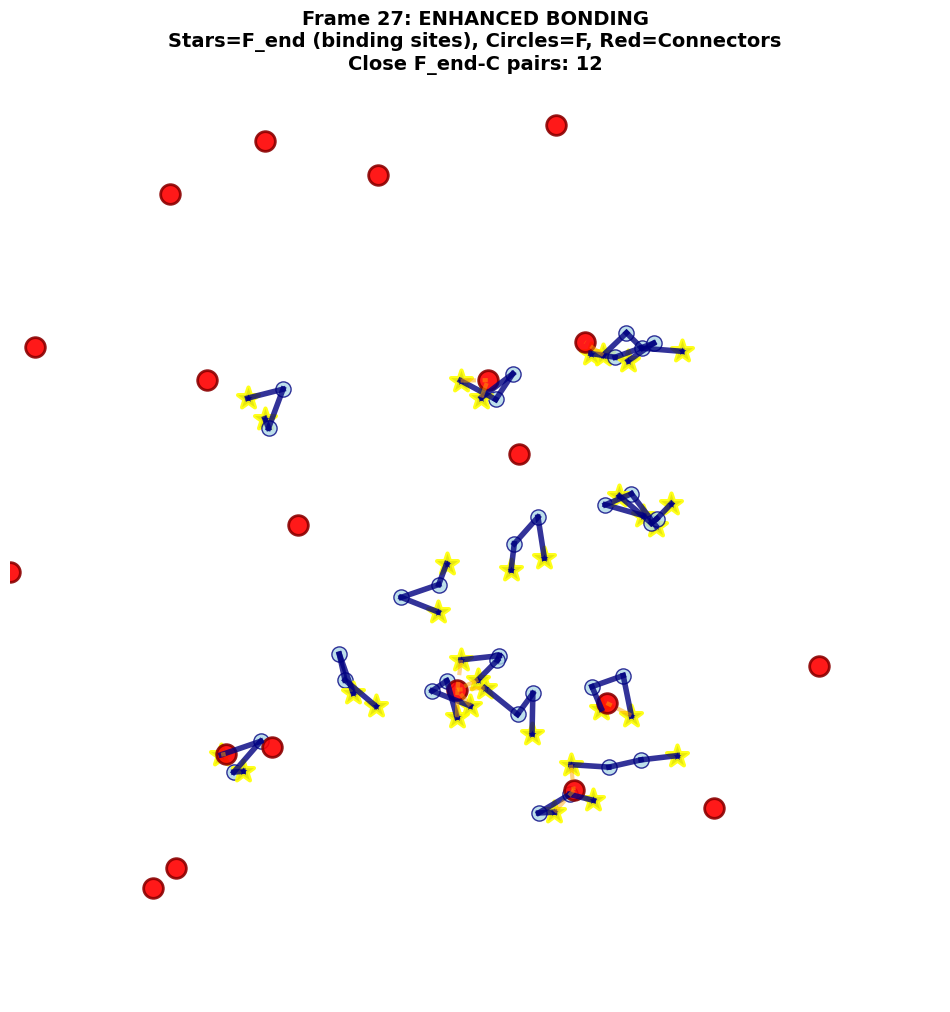 Frame 27: ENHANCED BONDING
Stars=F_end (binding sites), Circles=F, Red=Connectors
Close F_end-C pairs: 12